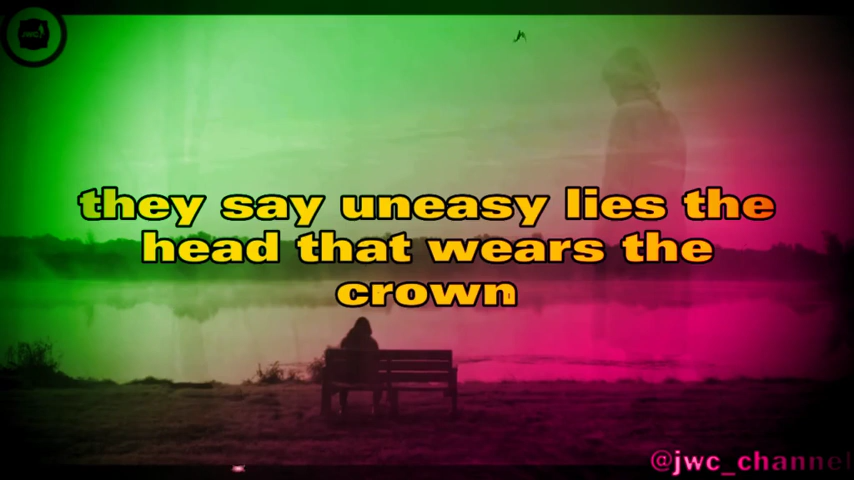 they say uneasy lies the
head that wears the
crown
@jwc_channel